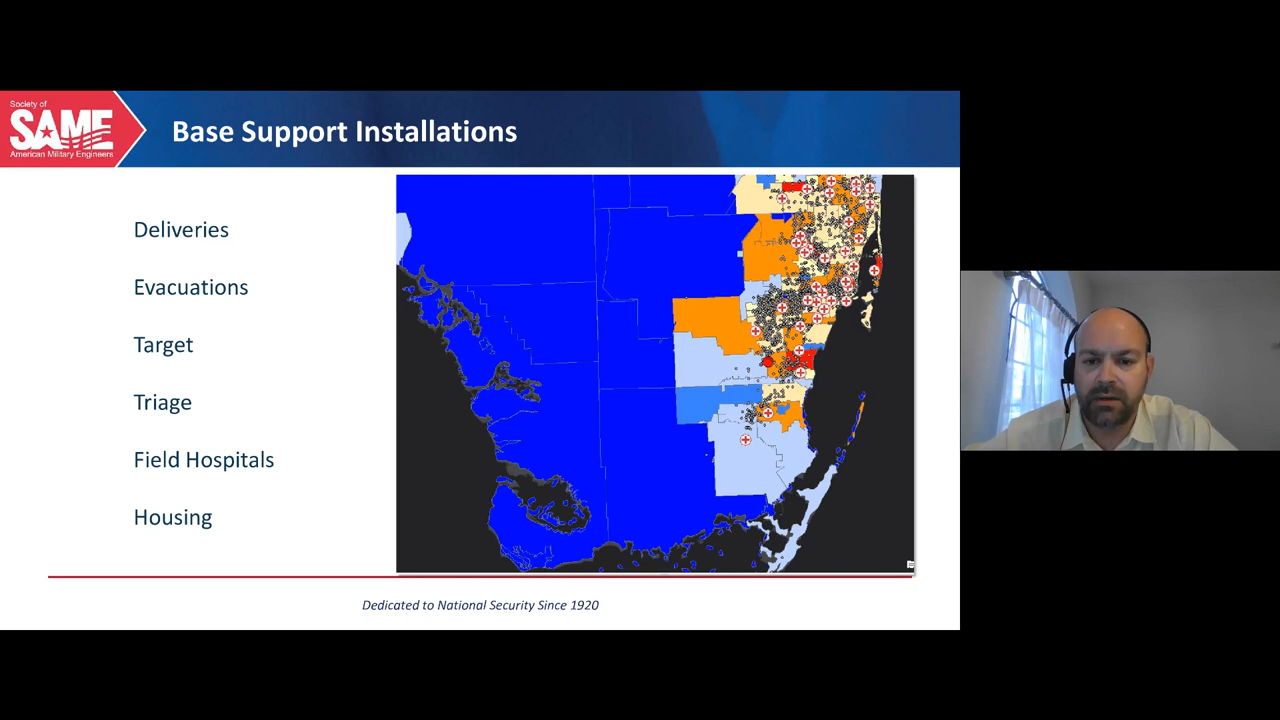 Society of
SAME
American Military Engineers
Base Support Installations
Deliveries
Evacuations
Target
Triage
Field Hospitals
Housing
Dedicated to National Security Since 1920